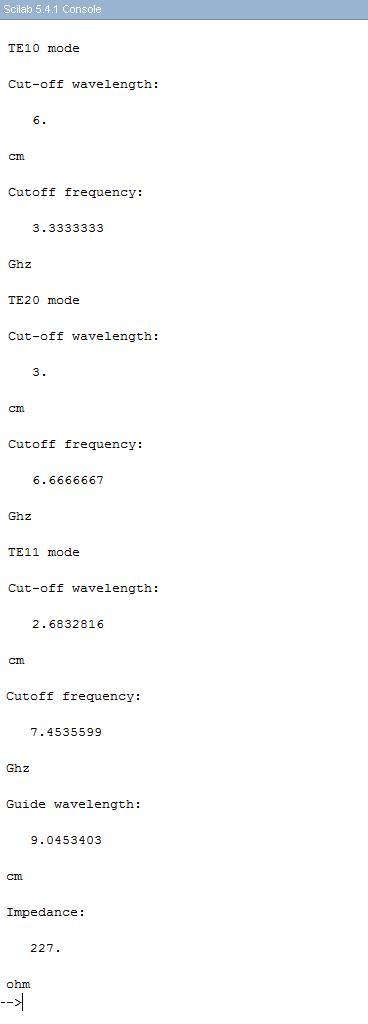 Scilab 5.4.1 Console
TE10 mode
Cut-off wavelength:
6.
cm
Cutoff frequency:
3.3333333
Ghz
TE20 mode
Cut-off wavelength:
3.
cm
Cutoff frequency:
6.6666667
Ghz
TE11 mode
Cut-off wavelength:
2.6832816
cm
Cutoff frequency:
7.4535599
Ghz
Guide wavelength:
9.0453403
cm
Impedance:
227.
ohm
-->